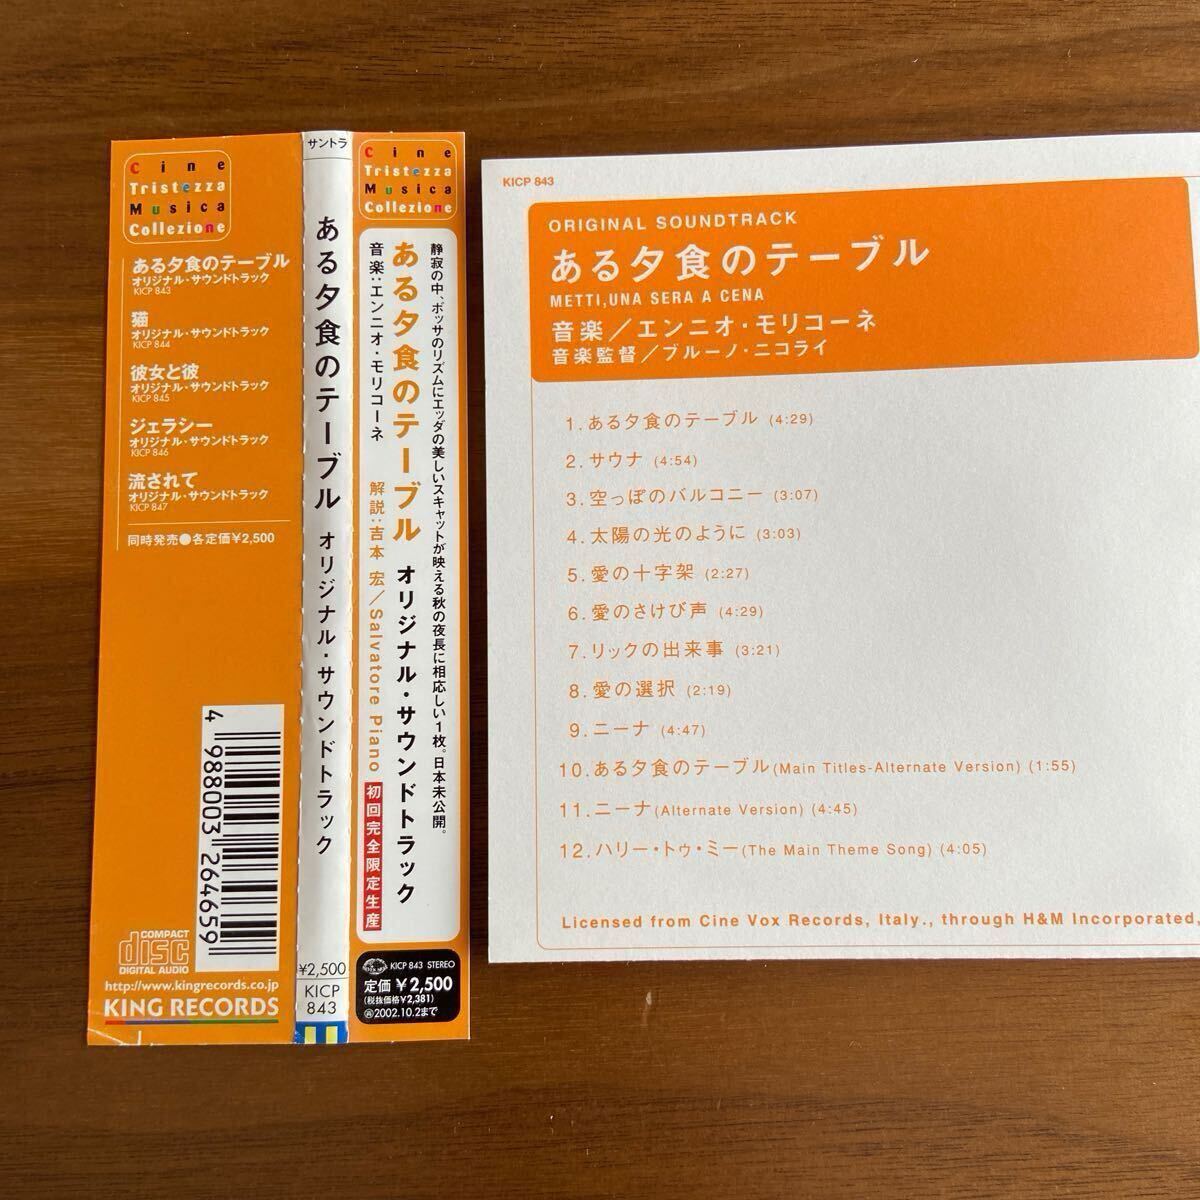 Cine
Tristezza
Musica
Collezione
ある夕食のテーブル
オリジナル・サウンドトラック
KICP 843
猫
オリジナル・サウンドトラック
KICP 844
彼女と彼
オリジナル・サウンドトラック
KICP 845
ジェラシー
オリジナル・サウンドトラック
KICP 846
流されて
オリジナル・サウンドトラック
KICP 847
同時発売●各定価¥2,500
4 988003 264659
COMPACT
disc
DIGITAL AUDIO
http://www.kingrecords.co.jp
KING RECORDS
サントラ
ある夕食のテーブル オリジナル・サウンドトラック
¥2,500
KICP
843
Cine
Tristezza
Musica
Collezione
静寂の中、ボッサのリズムにエッダの美しいスキャットが映える秋の夜長に相応しい1枚。日本未公開。
ある夕食のテーブル オリジナル・サウンドトラック
音楽：エンニオ・モリコーネ
解説：吉本 宏／Salvatore Piano
初回完全限定生産
KICP 843 STEREO
定価 ¥2,500
(税抜価格¥2,381)
2002.10.2まで
KICP 843
ORIGINAL SOUNDTRACK
ある夕食のテーブル
METTI,UNA SERA A CENA
音楽／エンニオ・モリコーネ
音楽監督／ブルーノ・ニコライ
1. ある夕食のテーブル (4:29)
2. サウナ (4:54)
3. 空っぽのバルコニー (3:07)
4. 太陽の光のように (3:03)
5. 愛の十字架 (2:27)
6. 愛のさけび声 (4:29)
7. リックの出来事 (3:21)
8. 愛の選択 (2:19)
9. ニーナ (4:47)
10. ある夕食のテーブル(Main Titles-Alternate Version) (1:55)
11. ニーナ(Alternate Version) (4:45)
12. ハリー・トゥ・ミー(The Main Theme Song) (4:05)
Licensed from Cine Vox Records, Italy., through H&M Incorporated,